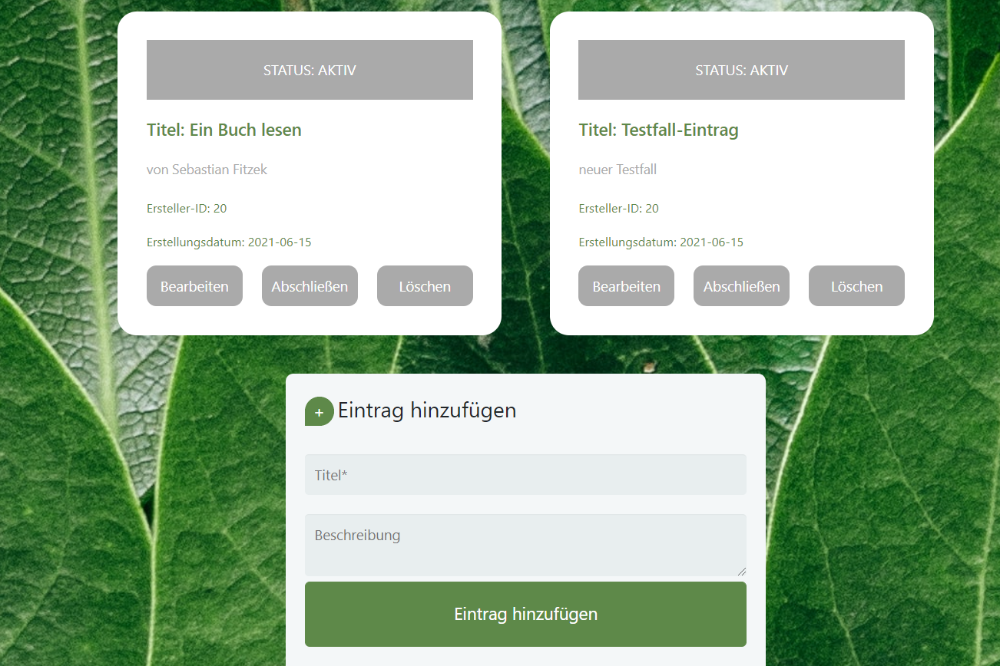 STATUS: AKTIV
Titel: Ein Buch lesen
von Sebastian Fitzek
Ersteller-ID: 20
Erstellungsdatum: 2021-06-15
Bearbeiten Abschließen Löschen
STATUS: AKTIV
Titel: Testfall-Eintrag
neuer Testfall
Ersteller-ID: 20
Erstellungsdatum: 2021-06-15
Bearbeiten Abschließen Löschen
+ Eintrag hinzufügen
Titel*
Beschreibung
Eintrag hinzufügen